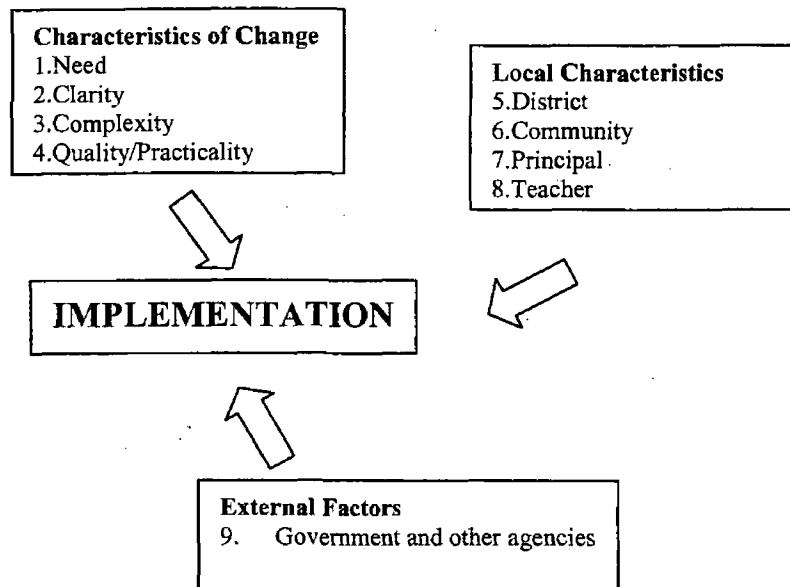 Characteristics of Change
1.Need
2.Clarity
3.Complexity
4.Quality/Practicality
Local Characteristics
5.District
6.Community
7.Principal
8.Teacher
IMPLEMENTATION
External Factors
9. Government and other agencies